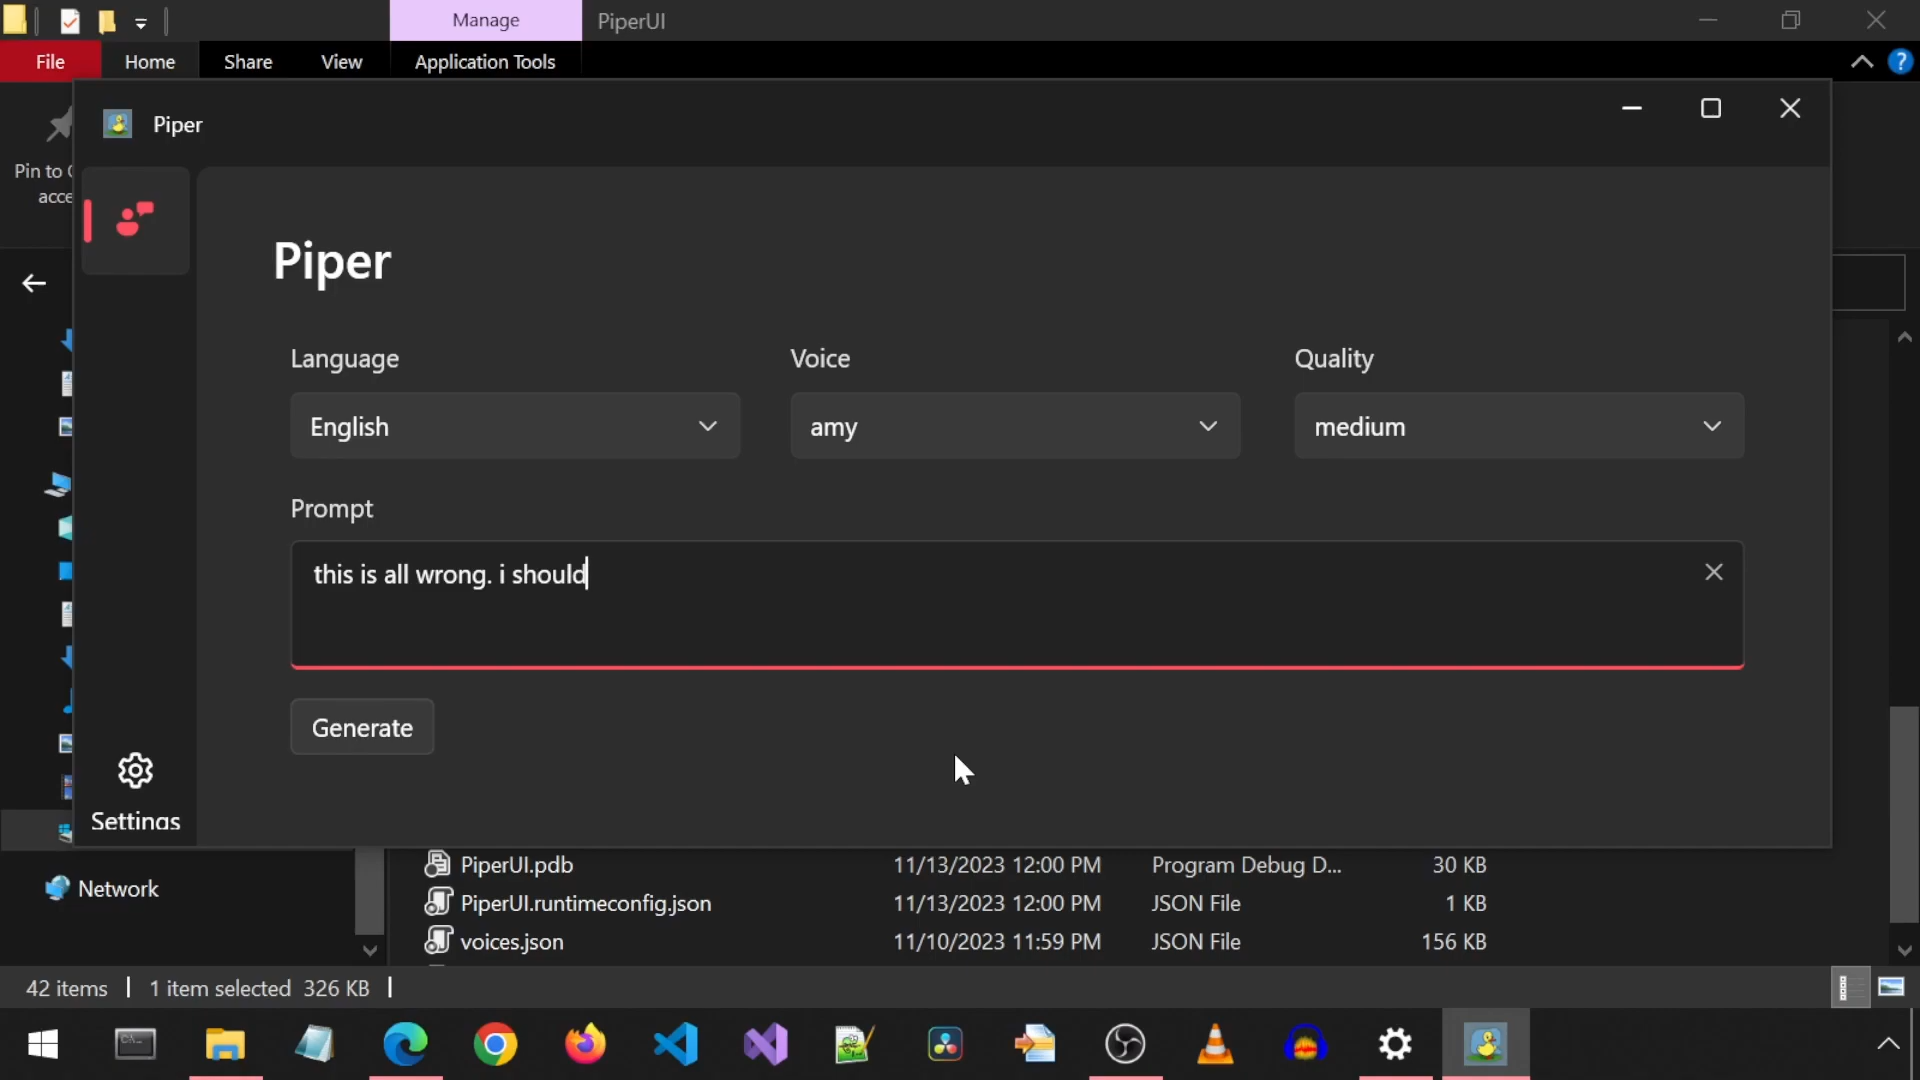 Manage
PiperUI
File
Home
Share
View
Application Tools
?
Piper
Pin to
acce
Piper
Language
Voice
Quality
English
amy
medium
Prompt
this is all wrong. i should
Generate
Settings
PiperUI.pdb 11/13/2023 12:00 PM Program Debug D... 30 KB
Network
PiperUI.runtimeconfig.json 11/13/2023 12:00 PM JSON File 1 KB
voices.json 11/10/2023 11:59 PM JSON File 156 KB
42 items 1 item selected 326 KB